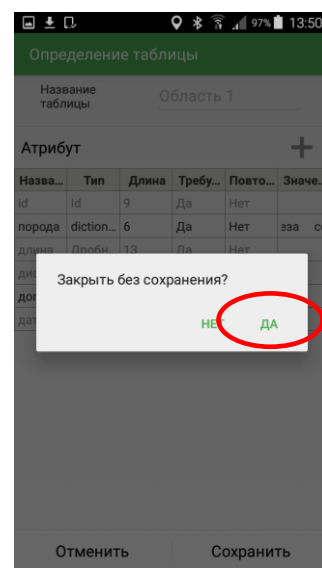 97% 13:50
Определение таблицы
Название
таблицы
Область 1
Атрибут
Назва... Тип Длина Требу... Повто... Значе...
id Id 9 Да Нет
порода diction... 6 Да Нет
длина Дробн... 13 Да Нет
Закрыть без сохранения?
НЕТ ДА
Отменить Сохранить